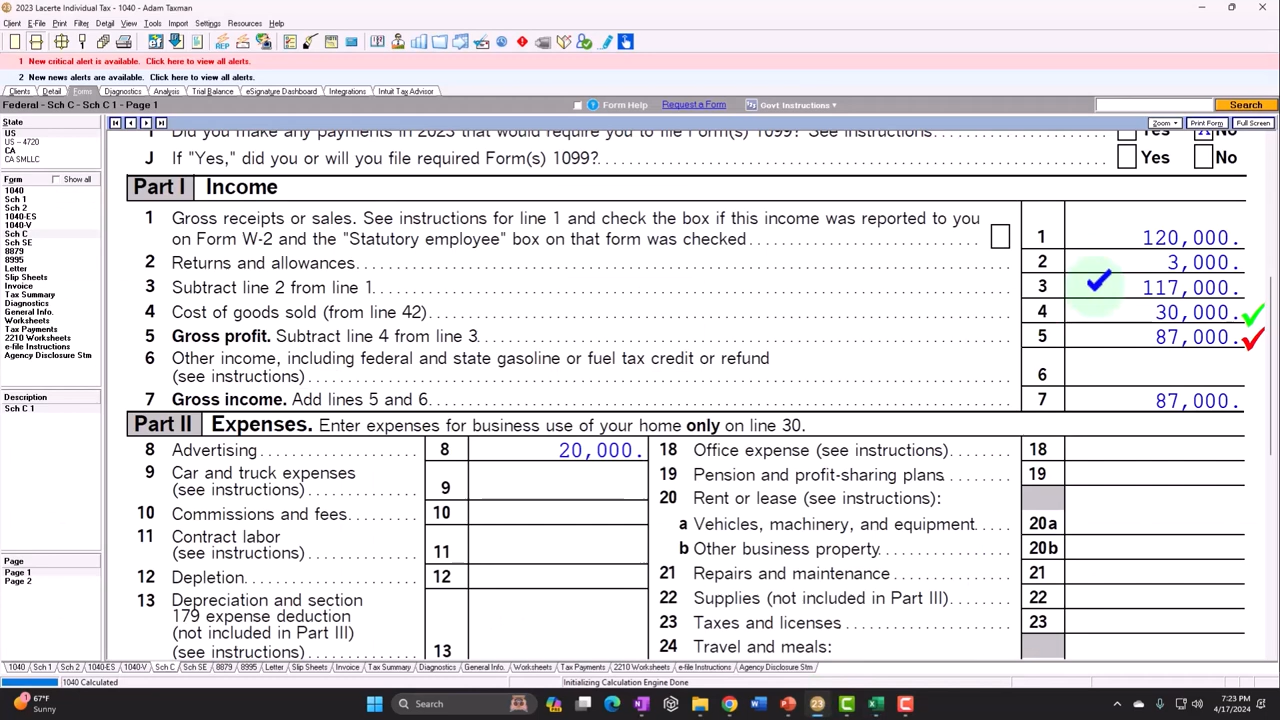 2023 Lacerte Individual Tax - 1040 - Adam Taxman
Client E-File Print Filter Detail View Tools Import Settings Resources Help
REP
1 New critical alert is available. Click here to view all alerts.
2 New news alerts are available. Click here to view all alerts.
Clients Detail Forms Diagnostics Analysis Trial Balance eSignature Dashboard Integrations Intuit Tax Advisor
Federal - Sch C - Sch C 1 - Page 1
Form Help Request a Form Govt Instructions Search
Zoom Print Form Full Screen
State
US
US - 4720
CA
CA SMLLC
Form Show all
1040
Sch 1
Sch 2
1040-ES
1040-V
Sch C
Sch SE
8879
8995
Letter
Slip Sheets
Invoice
Tax Summary
Diagnostics
General Info.
Worksheets
Tax Payments
2210 Worksheets
e-file Instructions
Agency Disclosure Stm
Description
Sch C 1
Page
Page 1
Page 2
I Did you make any payments in 2023 that would require you to file Form(s) 1099? See instructions Yes X No
J If "Yes," did you or will you file required Form(s) 1099? Yes No
Part I Income
1 Gross receipts or sales. See instructions for line 1 and check the box if this income was reported to you
on Form W-2 and the "Statutory employee" box on that form was checked 1 120,000.
2 Returns and allowances 2 3,000.
3 Subtract line 2 from line 1. 3 117,000.
4 Cost of goods sold (from line 42) 4 30,000.
5 Gross profit. Subtract line 4 from line 3 5 87,000.
6 Other income, including federal and state gasoline or fuel tax credit or refund
(see instructions) 6
7 Gross income. Add lines 5 and 6 7 87,000.
Part II Expenses. Enter expenses for business use of your home only on line 30.
8 Advertising 8 20,000.
9 Car and truck expenses
(see instructions) 9
10 Commissions and fees 10
11 Contract labor
(see instructions) 11
12 Depletion 12
13 Depreciation and section
179 expense deduction
(not included in Part III)
(see instructions) 13
18 Office expense (see instructions) 18
19 Pension and profit-sharing plans 19
20 Rent or lease (see instructions):
a Vehicles, machinery, and equipment 20a
b Other business property 20b
21 Repairs and maintenance 21
22 Supplies (not included in Part III) 22
23 Taxes and licenses 23
24 Travel and meals:
1040 Sch 1 Sch 2 1040-ES 1040-V Sch C Sch SE 8879 8995 Letter Slip Sheets Invoice Tax Summary Diagnostics General Info. Worksheets Tax Payments 2210 Worksheets e-file Instructions Agency Disclosure Stm
1040 Calculated Initializing Calculation Engine Done
67°F
Sunny
Search
23
7:23 PM
4/17/2024